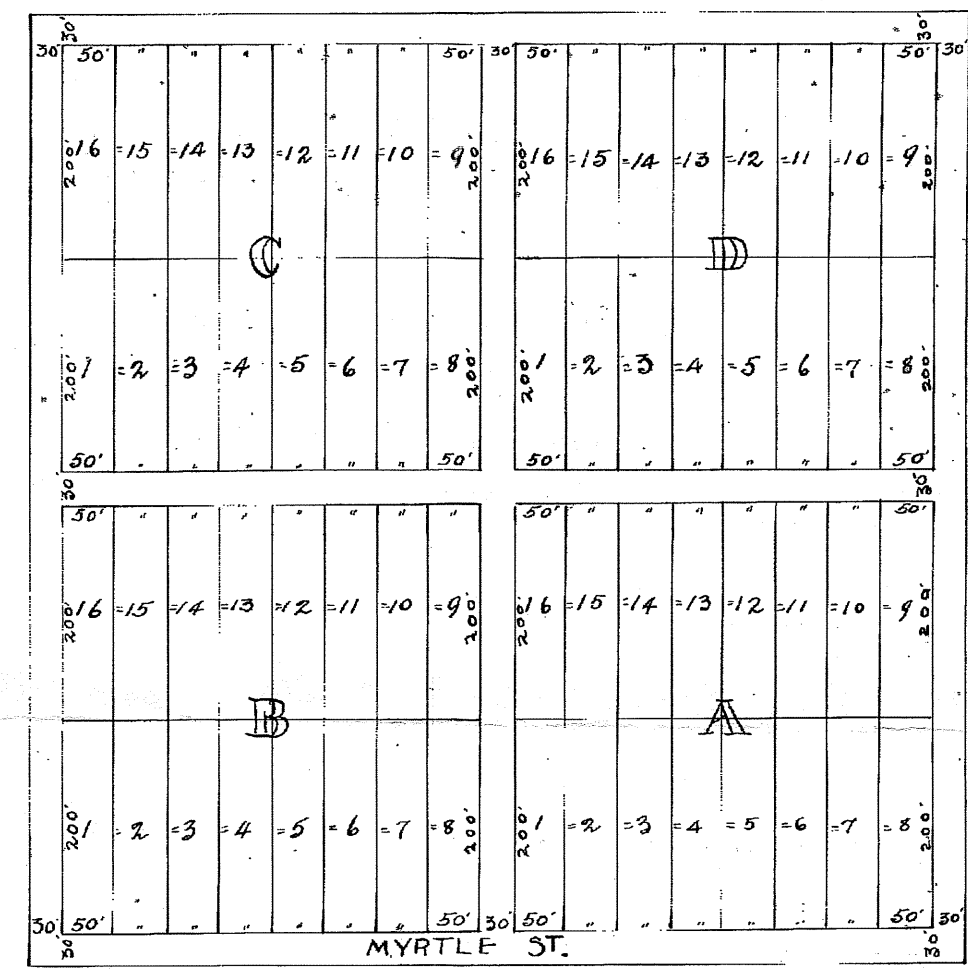 30' 30'
30' 50' " " " " 50' 30' 50' " " " " " 50' 30'
200' 16 =15 =14 =13 =12 =11 =10 =9 200' 200' 16 =15 =14 =13 =12 =11 =10 =9 200'
C D
200' 1 =2 =3 =4 =5 =6 =7 =8 200' 200' 1 =2 =3 =4 =5 =6 =7 =8 200'
50' " " " " " " 50' 50' " " " " " " 50'
30' 30'
50' " " " " " " " 50' " " " " " " 50'
200' 16 =15 =14 =13 =12 =11 =10 =9 200' 200' 16 =15 =14 =13 =12 =11 =10 =9 200'
B A
200' 1 =2 =3 =4 =5 =6 =7 =8 200' 200' 1 =2 =3 =4 =5 =6 =7 =8 200'
30' 50' " " " " " " 50' 30' 50' " " " " " " 50' 30'
30' MYRTLE ST. 30'